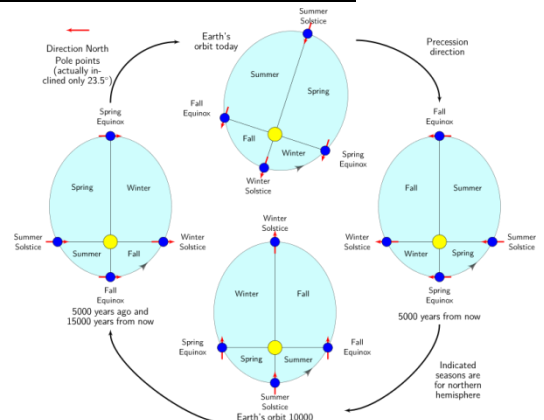 Summer
Solstice
Direction North
Pole points
(actually in-
clined only 23.5°)
Earth's
orbit today
Precession
direction
Summer
Spring
Fall
Equinox
Fall
Winter
Spring
Equinox
Winter
Solstice
Spring
Equinox
Spring
Winter
Summer
Solstice
Winter
Solstice
Summer
Fall
Fall
Equinox
5000 years ago and
15000 years from now
Fall
Equinox
Fall
Summer
Winter
Solstice
Summer
Solstice
Winter
Spring
Spring
Equinox
5000 years from now
Winter
Solstice
Winter
Fall
Spring
Equinox
Fall
Equinox
Spring
Summer
Summer
Solstice
Earth's orbit 10000
Indicated
seasons are
for northern
hemisphere